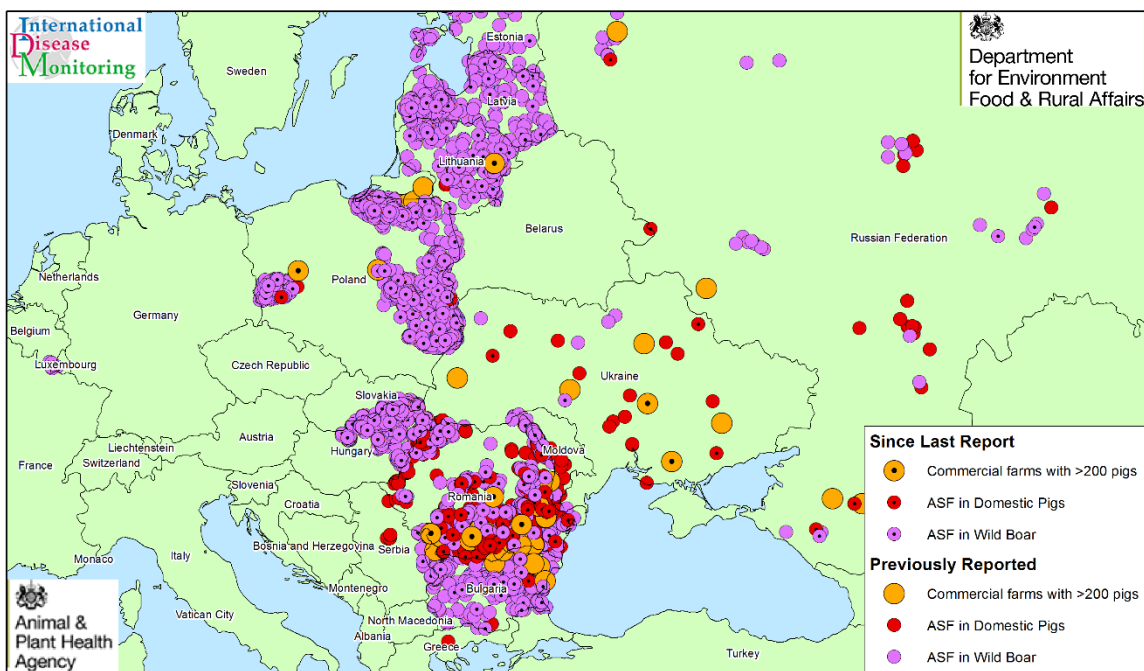 International
Disease
Monitoring
Department
for Environment
Food & Rural Affairs
Estonia
Sweden
Latvia
Denmark
Lithuania
Belarus
Russian Federation
Netherlands
Poland
Germany
Belgium
Luxembourg
Czech Republic
Ukraine
Slovakia
Austria
Moldova
Liechtenstein
Hungary
France
Switzerland
Slovenia
Romania
Croatia
Bosnia and Herzegovina
Serbia
Monaco
Italy
Montenegro
Bulgaria
Vatican City
North Macedonia
Albania
Greece
Turkey
Since Last Report
Commercial farms with >200 pigs
ASF in Domestic Pigs
ASF in Wild Boar
Previously Reported
Commercial farms with >200 pigs
ASF in Domestic Pigs
ASF in Wild Boar
Animal &
Plant Health
Agency